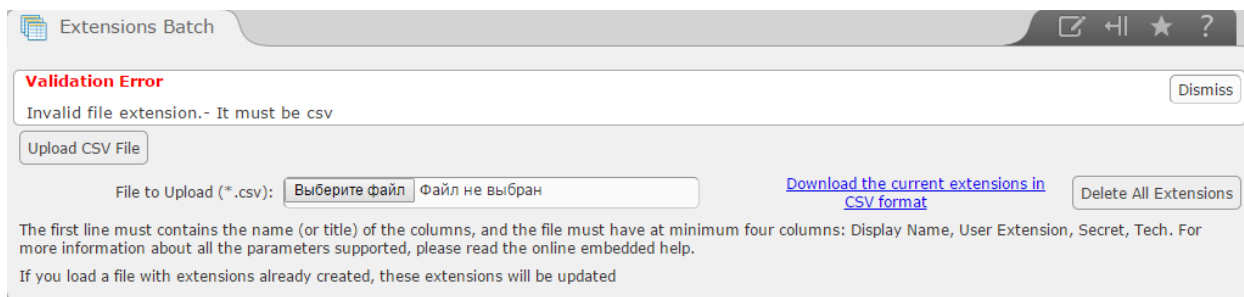 Extensions Batch
?
Validation Error
Dismiss
Invalid file extension.- It must be csv
Upload CSV File
File to Upload (*.csv): Выберите файл Файл не выбран
Download the current extensions in
CSV format
Delete All Extensions
The first line must contains the name (or title) of the columns, and the file must have at minimum four columns: Display Name, User Extension, Secret, Tech. For
more information about all the parameters supported, please read the online embedded help.
If you load a file with extensions already created, these extensions will be updated